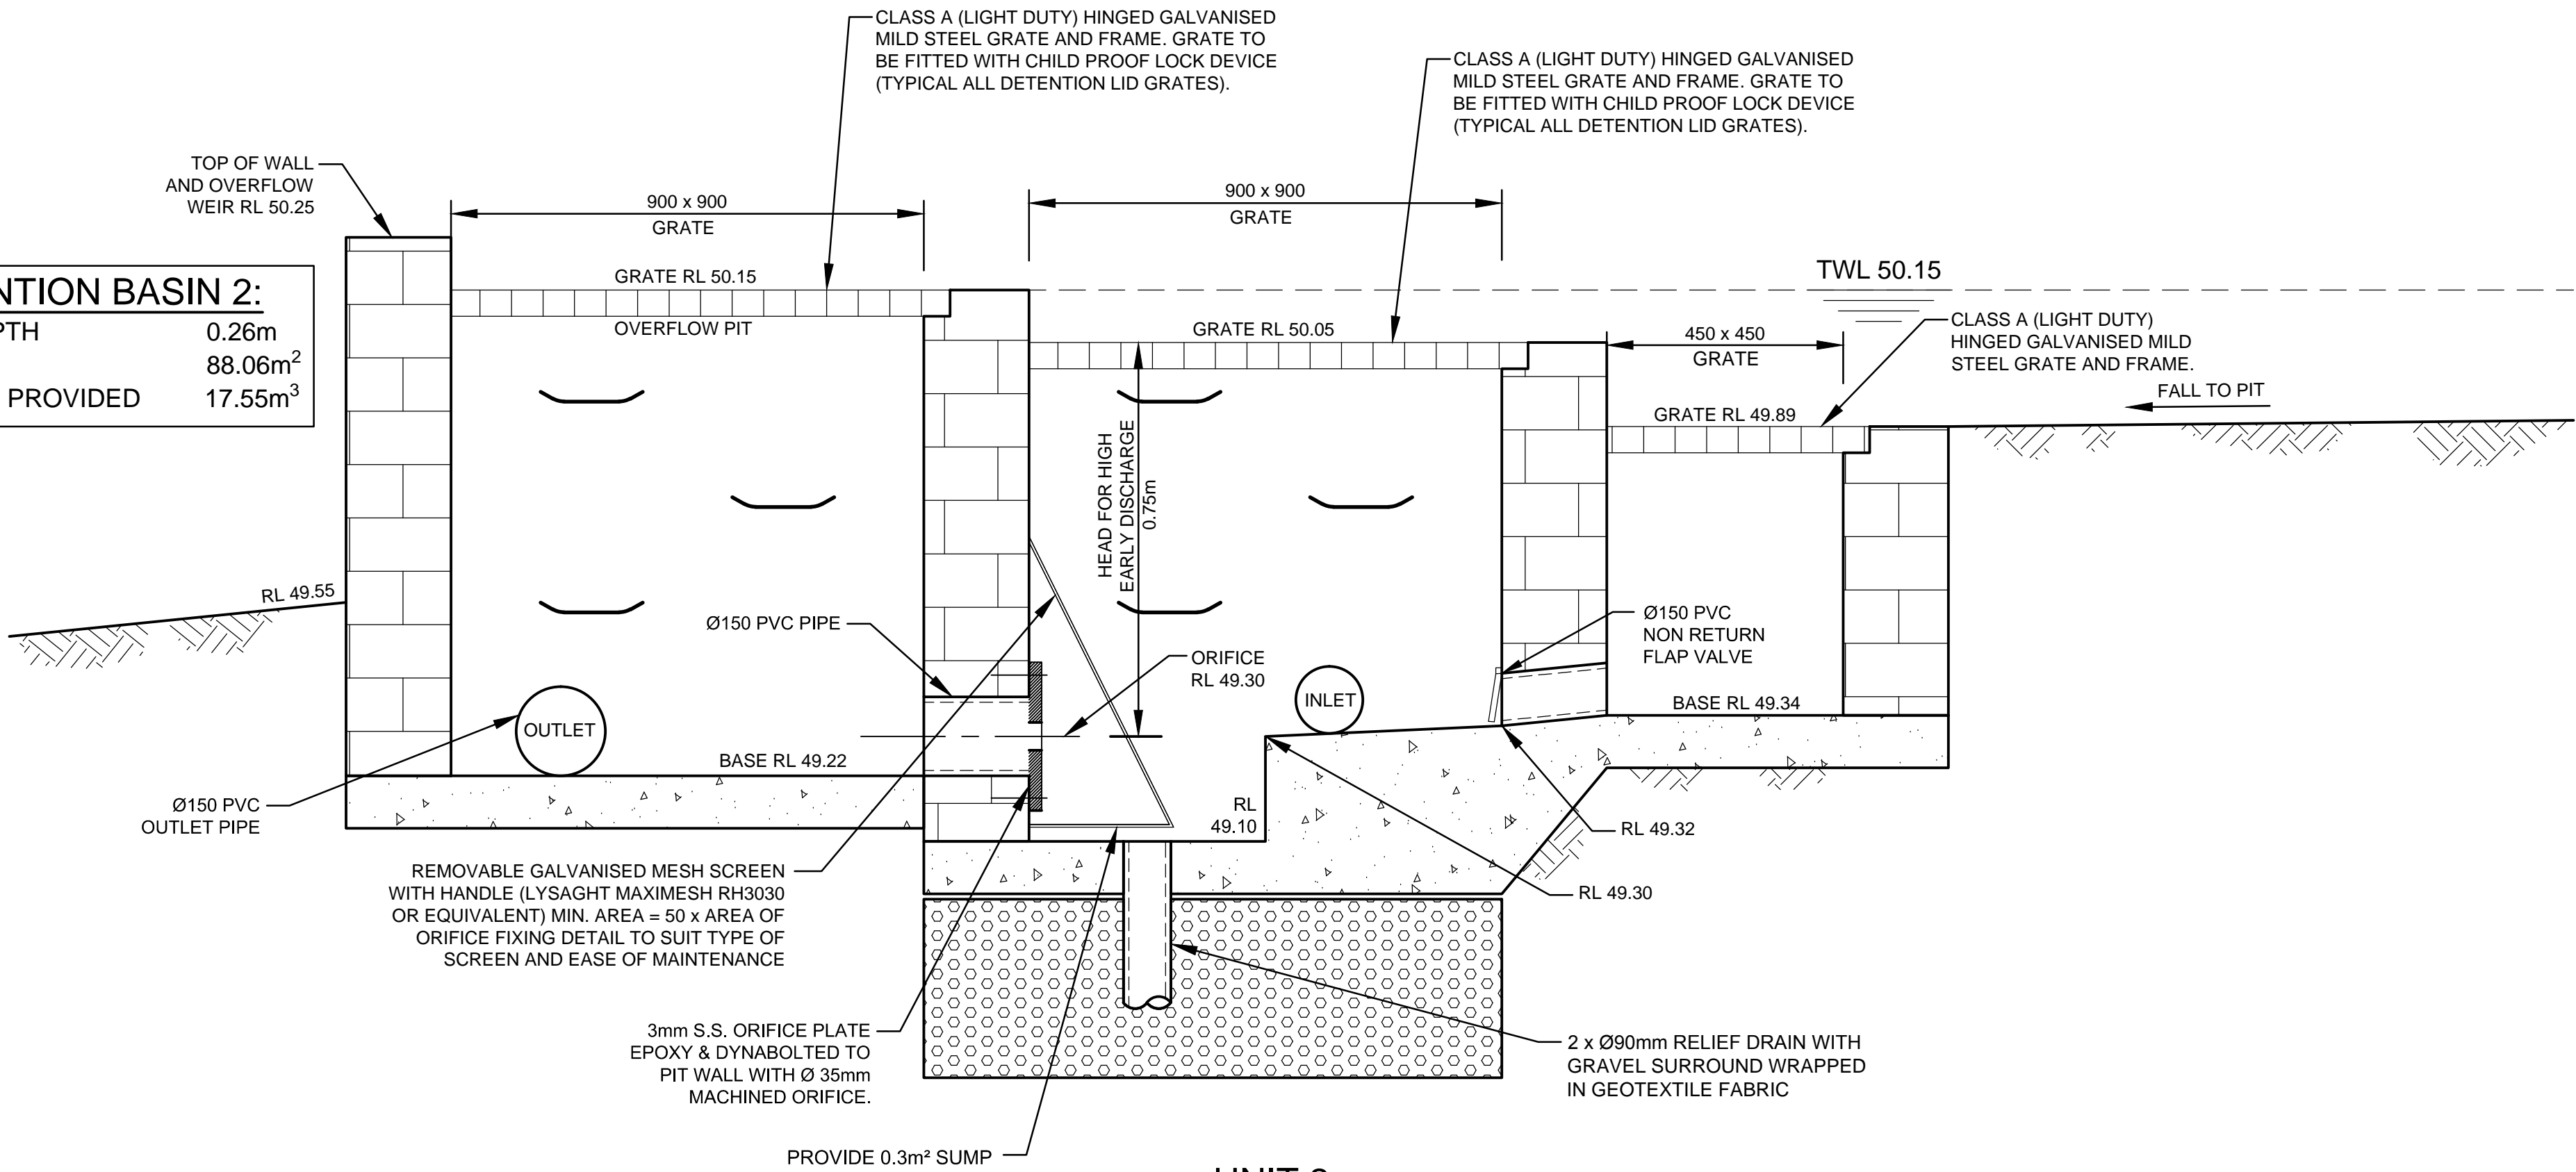 CLASS A (LIGHT DUTY) HINGED GALVANISED
MILD STEEL GRATE AND FRAME. GRATE TO
BE FITTED WITH CHILD PROOF LOCK DEVICE
(TYPICAL ALL DETENTION LID GRATES).
CLASS A (LIGHT DUTY) HINGED GALVANISED
MILD STEEL GRATE AND FRAME. GRATE TO
BE FITTED WITH CHILD PROOF LOCK DEVICE
(TYPICAL ALL DETENTION LID GRATES).
TOP OF WALL
AND OVERFLOW
WEIR RL 50.25
900 x 900
GRATE
900 x 900
GRATE
NTION BASIN 2:
PTH 0.26m
88.06m²
PROVIDED 17.55m³
GRATE RL 50.15
OVERFLOW PIT
TWL 50.15
GRATE RL 50.05
450 x 450
GRATE
CLASS A (LIGHT DUTY)
HINGED GALVANISED MILD
STEEL GRATE AND FRAME.
FALL TO PIT
GRATE RL 49.89
HEAD FOR HIGH
EARLY DISCHARGE
0.75m
RL 49.55
Ø150 PVC PIPE
ORIFICE
RL 49.30
Ø150 PVC
NON RETURN
FLAP VALVE
INLET
OUTLET
BASE RL 49.34
BASE RL 49.22
Ø150 PVC
OUTLET PIPE
RL
49.10
RL 49.32
RL 49.30
REMOVABLE GALVANISED MESH SCREEN
WITH HANDLE (LYSAGHT MAXIMESH RH3030
OR EQUIVALENT) MIN. AREA = 50 x AREA OF
ORIFICE FIXING DETAIL TO SUIT TYPE OF
SCREEN AND EASE OF MAINTENANCE
3mm S.S. ORIFICE PLATE
EPOXY & DYNABOLTED TO
PIT WALL WITH Ø 35mm
MACHINED ORIFICE.
2 x Ø90mm RELIEF DRAIN WITH
GRAVEL SURROUND WRAPPED
IN GEOTEXTILE FABRIC
PROVIDE 0.3m² SUMP